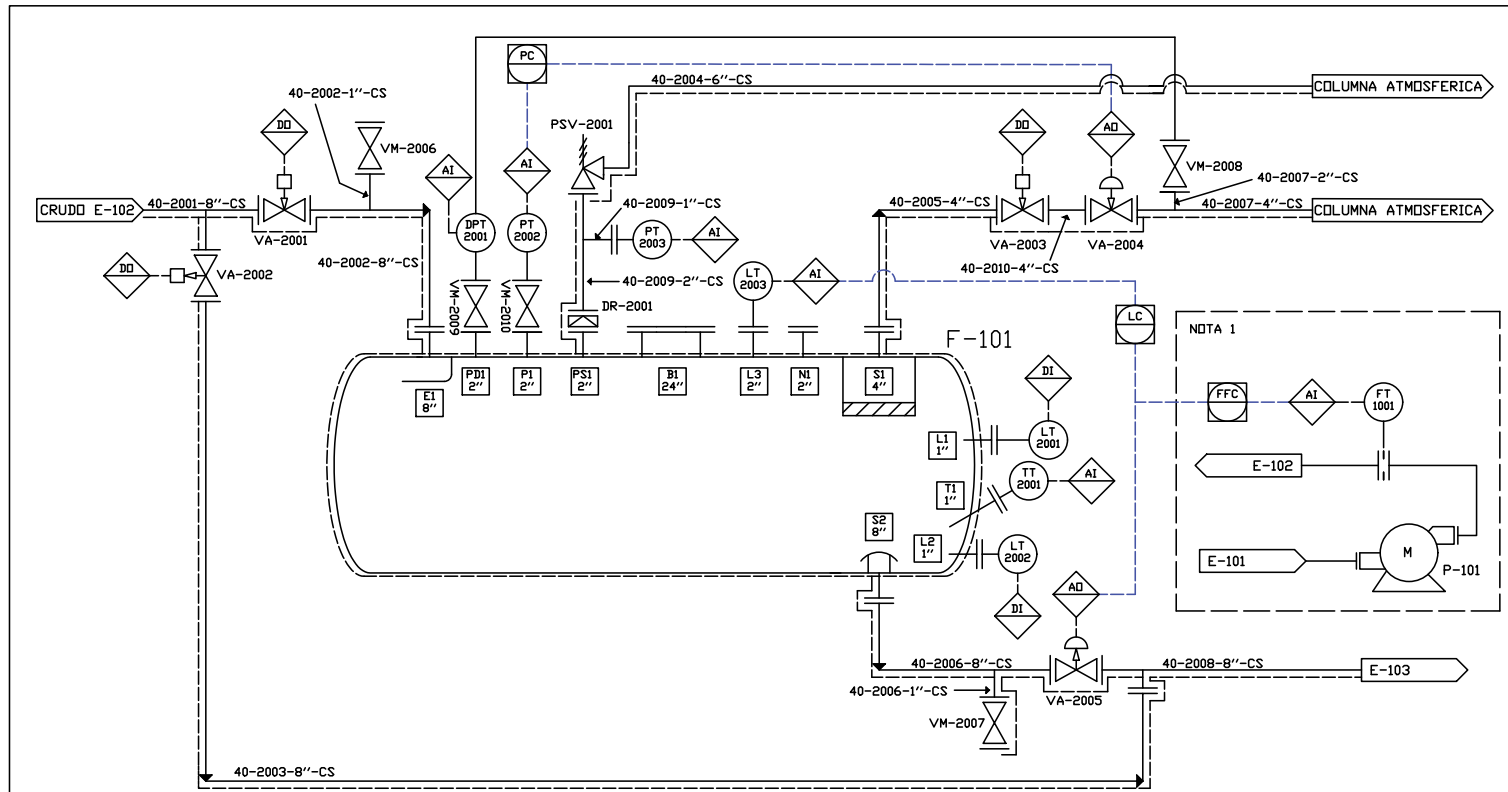 PC
40-2004-6''-CS
COLUMNA ATMOSFERICA
40-2002-1''-CS
DO
VM-2006
PSV-2001
AI
AI
DO
AO
VM-2008
40-2007-2''-CS
CRUDO E-102
40-2001-8''-CS
VA-2001
40-2009-1''-CS
40-2005-4''-CS
40-2007-4''-CS
COLUMNA ATMOSFERICA
DPT
2001
PT
2002
PT
2003
AI
VA-2003
VA-2004
DO
VA-2002
40-2002-8''-CS
40-2010-4''-CS
40-2009-2''-CS
LT
2003
AI
VM-2009
VM-2010
DR-2001
LC
NOTA 1
F-101
E1
8''
PD1
2''
P1
2''
PS1
2''
B1
24''
L3
2''
N1
2''
S1
4''
DI
FFC
AI
FT
1001
L1
1''
LT
2001
E-102
T1
1''
TT
2001
AI
S2
8''
L2
1''
LT
2002
E-101
M
P-101
DI
AO
40-2006-8''-CS
40-2008-8''-CS
E-103
40-2006-1''-CS
VA-2005
VM-2007
40-2003-8''-CS